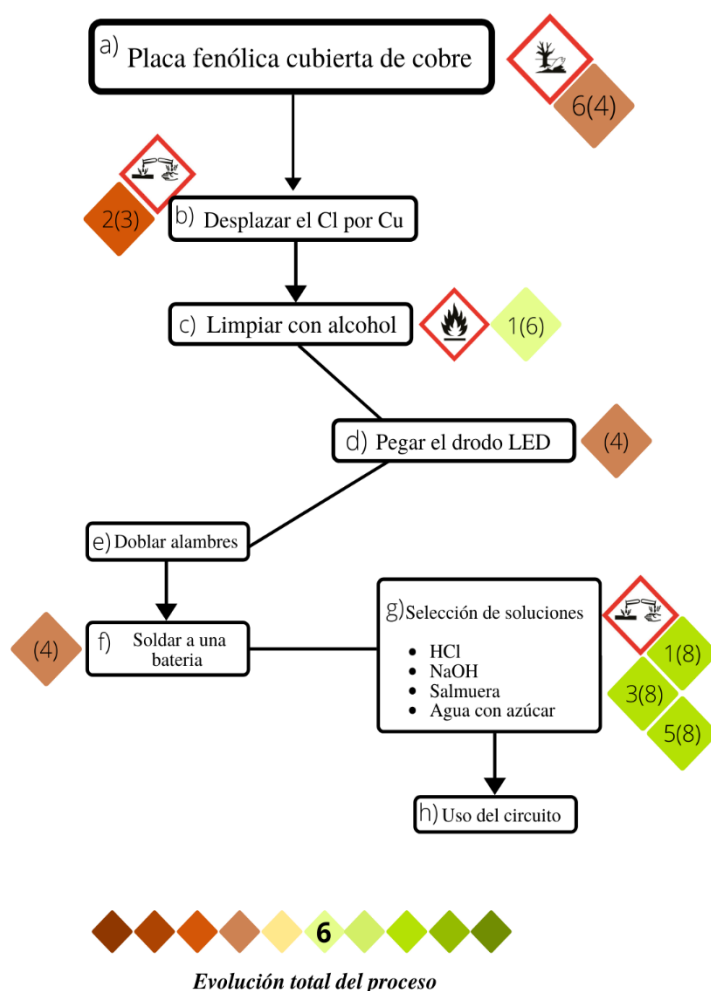 a) Placa fenólica cubierta de cobre
6(4)
2(3)
b) Desplazar el Cl por Cu
c) Limpiar con alcohol
1(6)
d) Pegar el drodo LED
(4)
e) Doblar alambres
(4)
f) Soldar a una
bateria
g) Selección de soluciones
• HCl
• NaOH
• Salmuera
• Agua con azúcar
1(8)
3(8)
5(8)
h) Uso del circuito
6
Evolución total del proceso